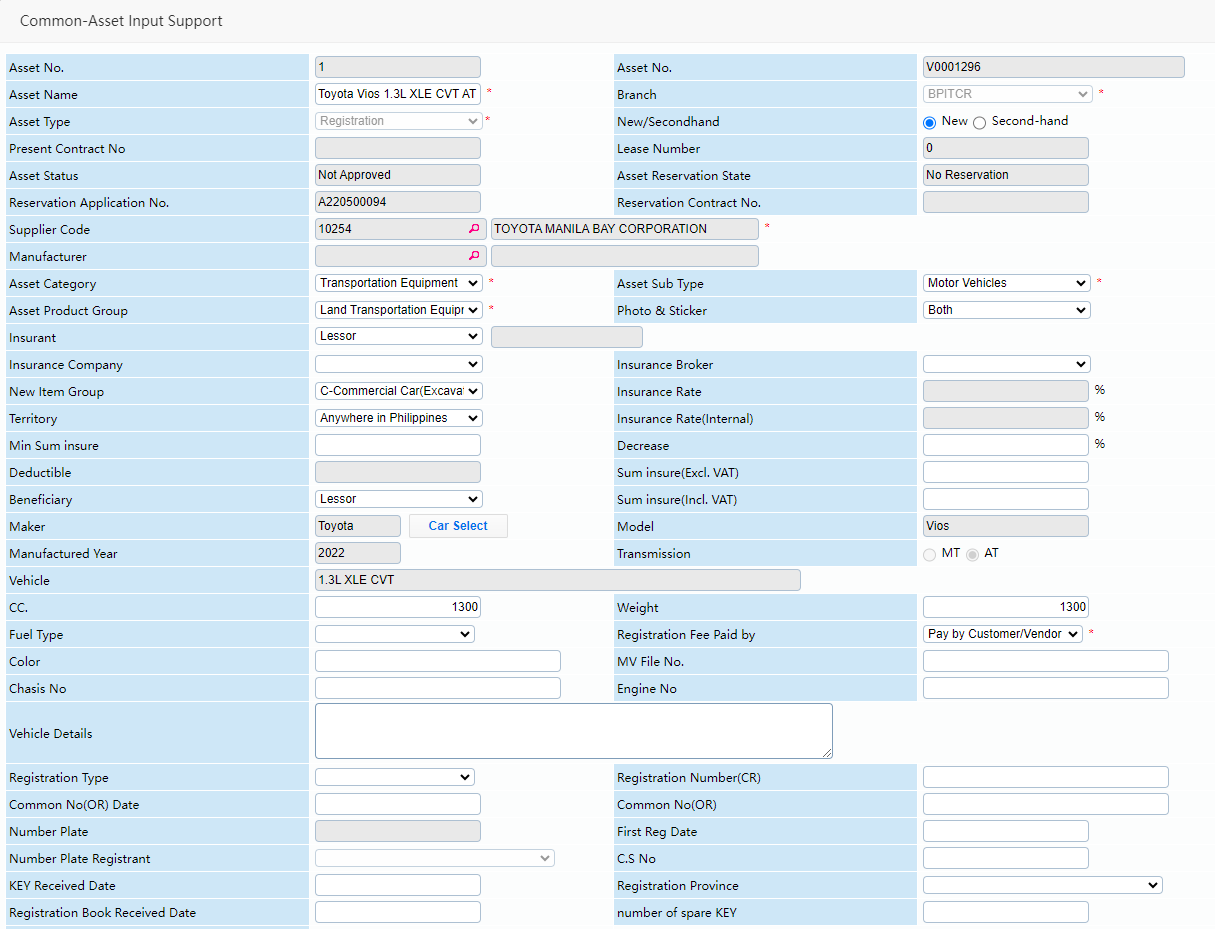 Common-Asset Input Support
Asset No. 1 Asset No. V0001296
Asset Name Toyota Vios 1.3L XLE CVT AT * Branch BPITCR *
Asset Type Registration * New/Secondhand New Second-hand
Present Contract No Lease Number 0
Asset Status Not Approved Asset Reservation State No Reservation
Reservation Application No. A220500094 Reservation Contract No.
Supplier Code 10254 TOYOTA MANILA BAY CORPORATION *
Manufacturer
Asset Category Transportation Equipment * Asset Sub Type Motor Vehicles *
Asset Product Group Land Transportation Equipr * Photo & Sticker Both
Insurant Lessor
Insurance Company Insurance Broker
New Item Group C-Commercial Car(Excavat Insurance Rate %
Territory Anywhere in Philippines Insurance Rate(Internal) %
Min Sum insure Decrease %
Deductible Sum insure(Excl. VAT)
Beneficiary Lessor Sum insure(Incl. VAT)
Maker Toyota Car Select Model Vios
Manufactured Year 2022 Transmission MT AT
Vehicle 1.3L XLE CVT
CC. 1300 Weight 1300
Fuel Type Registration Fee Paid by Pay by Customer/Vendor *
Color MV File No.
Chasis No Engine No
Vehicle Details
Registration Type Registration Number(CR)
Common No(OR) Date Common No(OR)
Number Plate First Reg Date
Number Plate Registrant C.S No
KEY Received Date Registration Province
Registration Book Received Date number of spare KEY